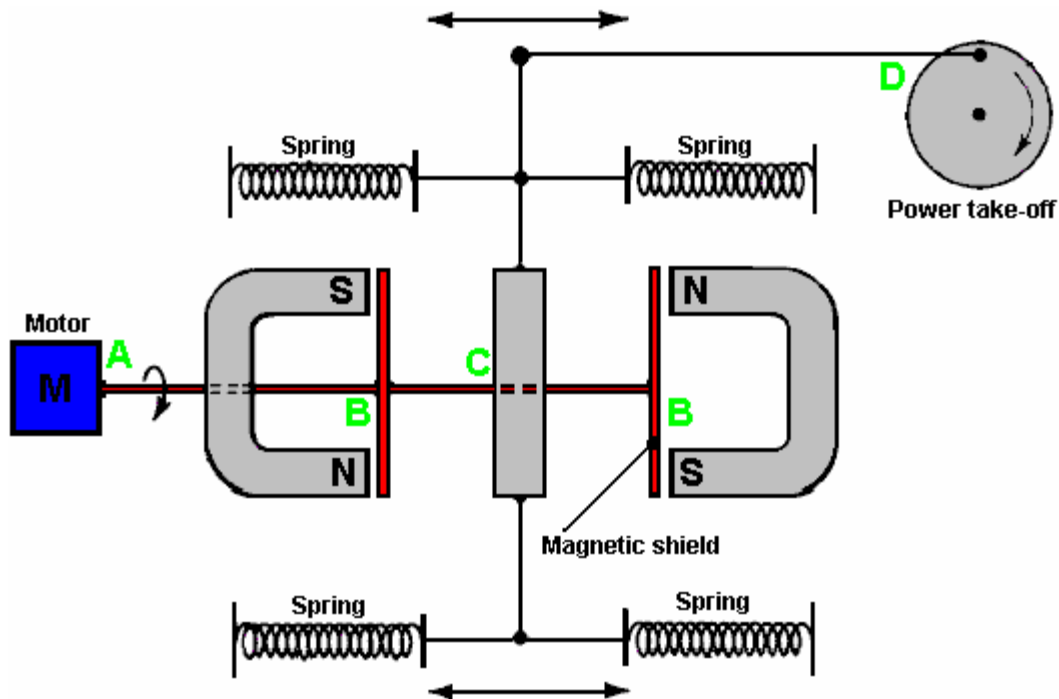 D
Spring
Spring
Power take-off
S
N
Motor
A
C
M
B
B
N
S
Magnetic shield
Spring
Spring